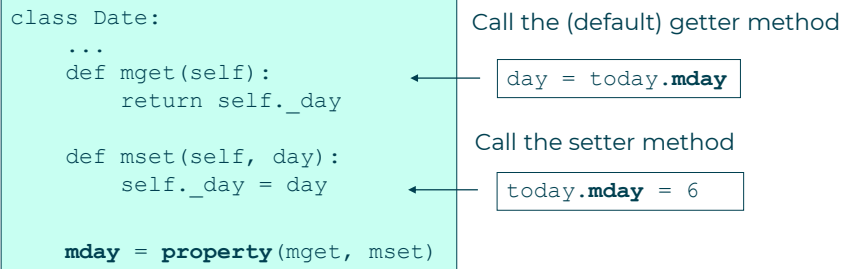 class Date:
    ...
    def mget(self):
        return self._day
    def mset(self, day):
        self._day = day
    mday = property(mget, mset)
Call the (default) getter method
day = today.mday
Call the setter method
today.mday = 6